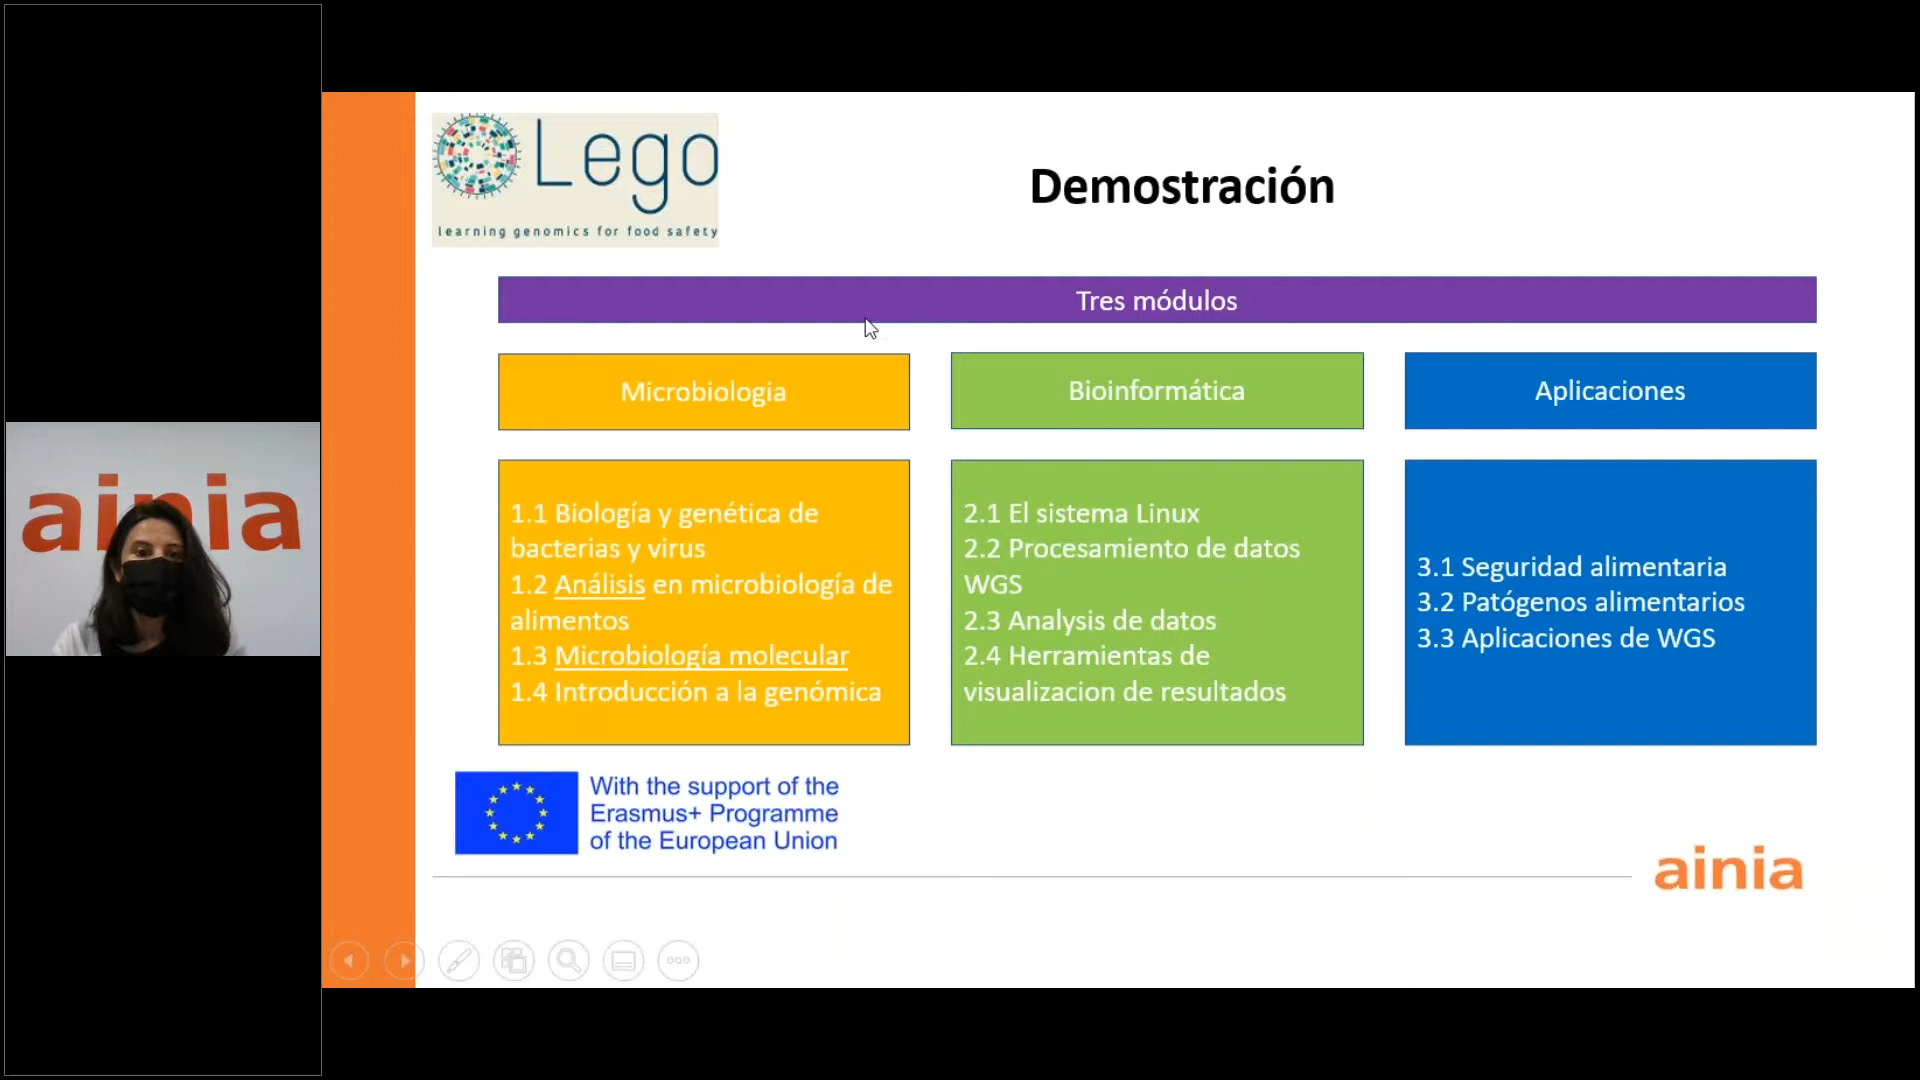 ainia
Lego
learning genomics for food safety
Demostración
Tres módulos
Microbiologia
Bioinformática
Aplicaciones
1.1 Biología y genética de
bacterias y virus
1.2 Análisis en microbiología de
alimentos
1.3 Microbiología molecular
1.4 Introducción a la genómica
2.1 El sistema Linux
2.2 Procesamiento de datos
WGS
2.3 Analysis de datos
2.4 Herramientas de
visualizacion de resultados
3.1 Seguridad alimentaria
3.2 Patógenos alimentarios
3.3 Aplicaciones de WGS
With the support of the
Erasmus+ Programme
of the European Union
ainia